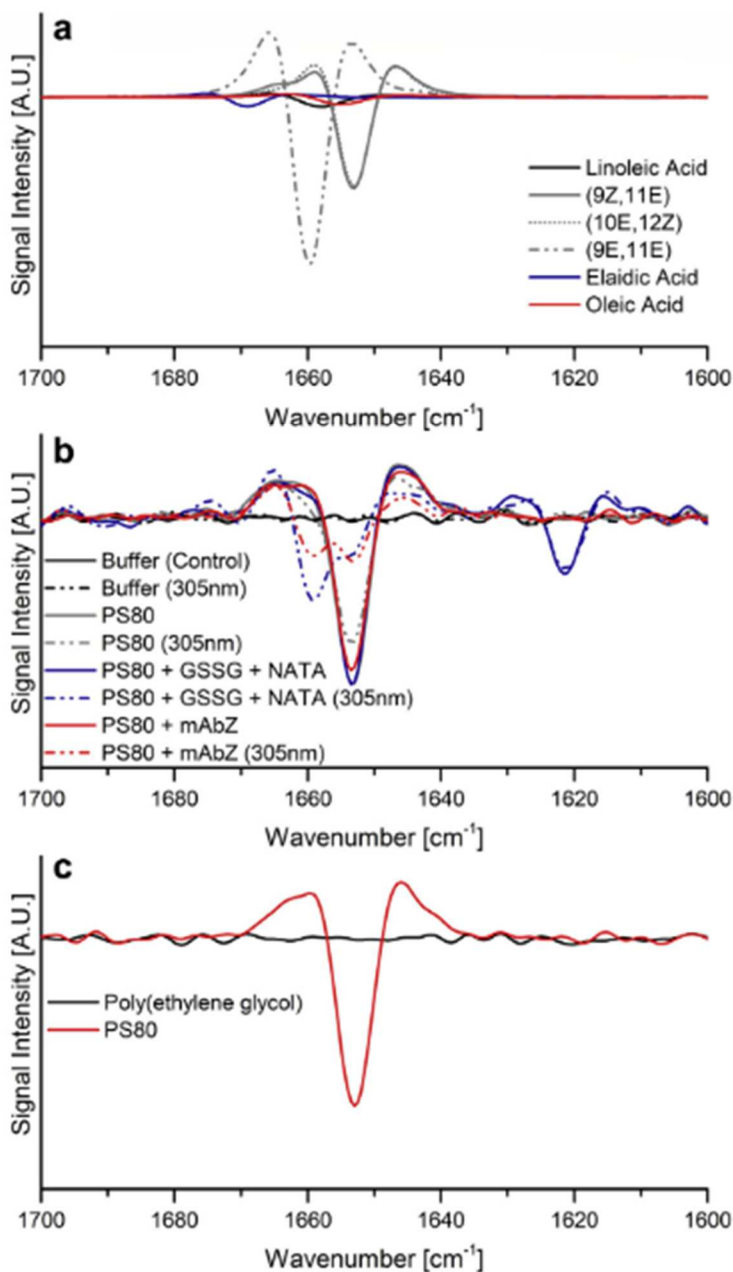 a
Signal Intensity [A.U.]
Linoleic Acid
(9Z,11E)
(10E,12Z)
(9E,11E)
Elaidic Acid
Oleic Acid
1700 1680 1660 1640 1620 1600
Wavenumber [cm⁻¹]
b
Signal Intensity [A.U.]
Buffer (Control)
Buffer (305nm)
PS80
PS80 (305nm)
PS80 + GSSG + NATA
PS80 + GSSG + NATA (305nm)
PS80 + mAbZ
PS80 + mAbZ (305nm)
1700 1680 1660 1640 1620 1600
Wavenumber [cm⁻¹]
c
Signal Intensity [A.U.]
Poly(ethylene glycol)
PS80
1700 1680 1660 1640 1620 1600
Wavenumber [cm⁻¹]